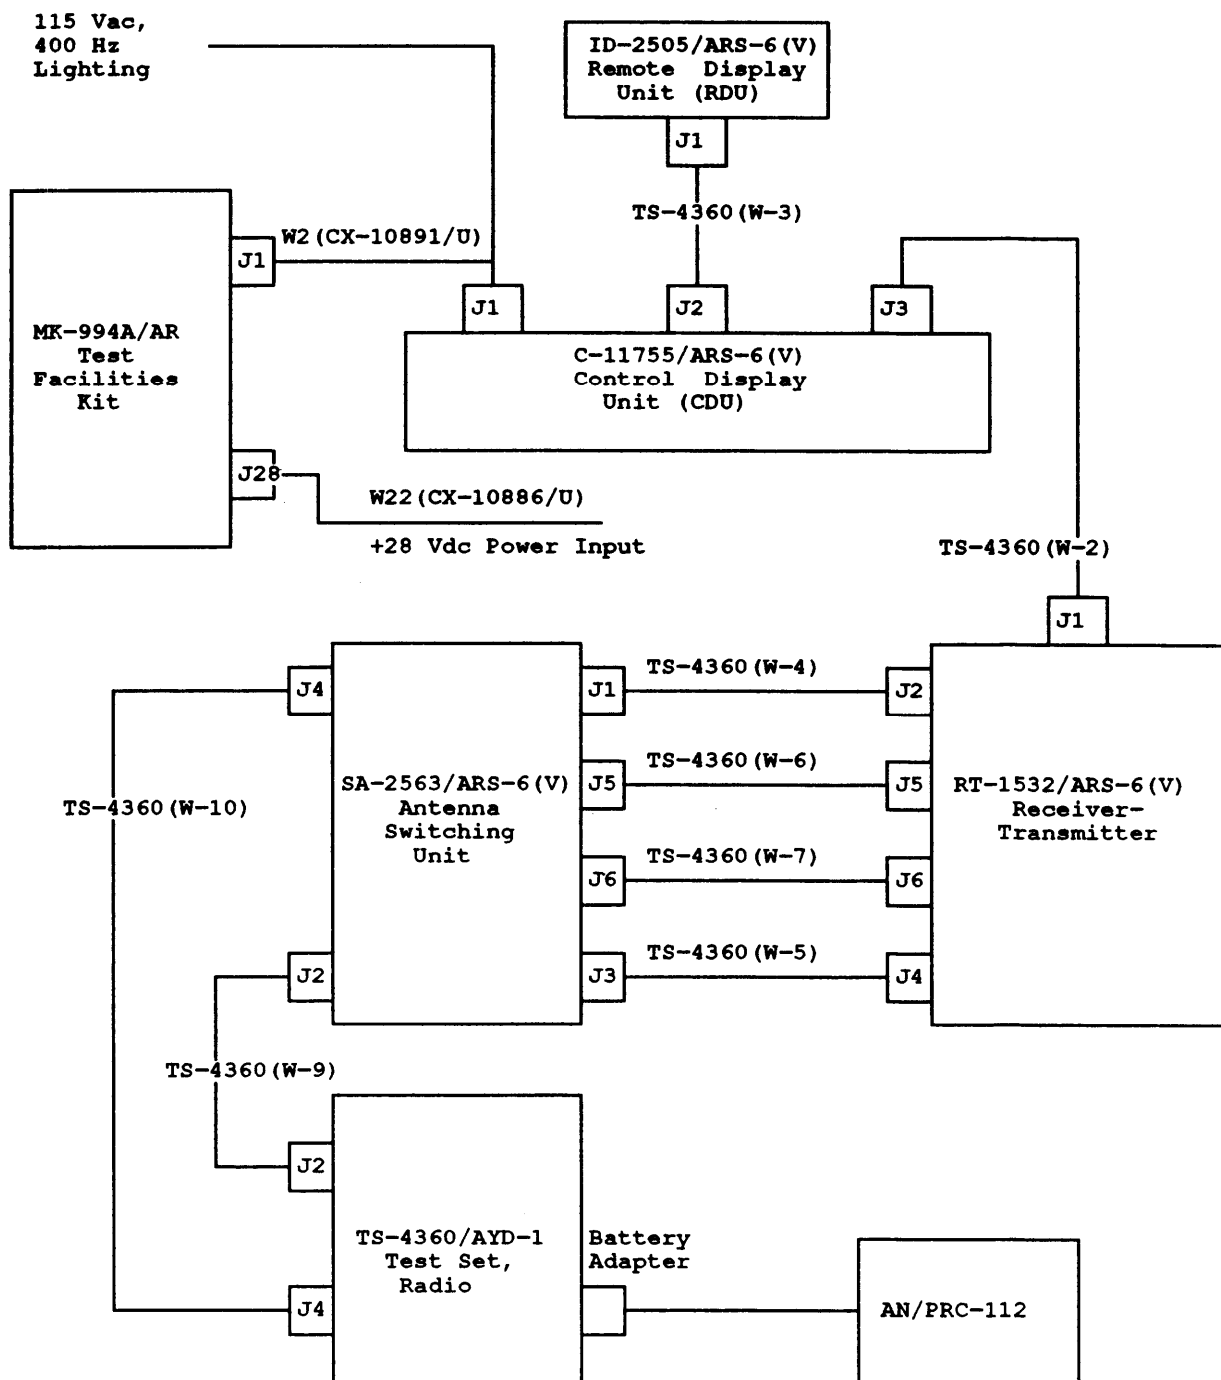 115 Vac,
400 Hz
Lighting
ID-2505/ARS-6(V)
Remote Display
Unit (RDU)
J1
TS-4360(W-3)
W2(CX-10891/U)
J1
J1
J2
J3
MK-994A/AR
Test
Facilities
Kit
C-11755/ARS-6(V)
Control Display
Unit (CDU)
J28
W22(CX-10886/U)
+28 Vdc Power Input
TS-4360(W-2)
J1
J4
J1
TS-4360(W-4)
J2
TS-4360(W-10)
SA-2563/ARS-6(V)
Antenna
Switching
Unit
J5
TS-4360(W-6)
J5
RT-1532/ARS-6(V)
Receiver-
Transmitter
J6
TS-4360(W-7)
J6
J2
J3
TS-4360(W-5)
J4
TS-4360(W-9)
J2
TS-4360/AYD-1
Test Set,
Radio
Battery
Adapter
J4
AN/PRC-112